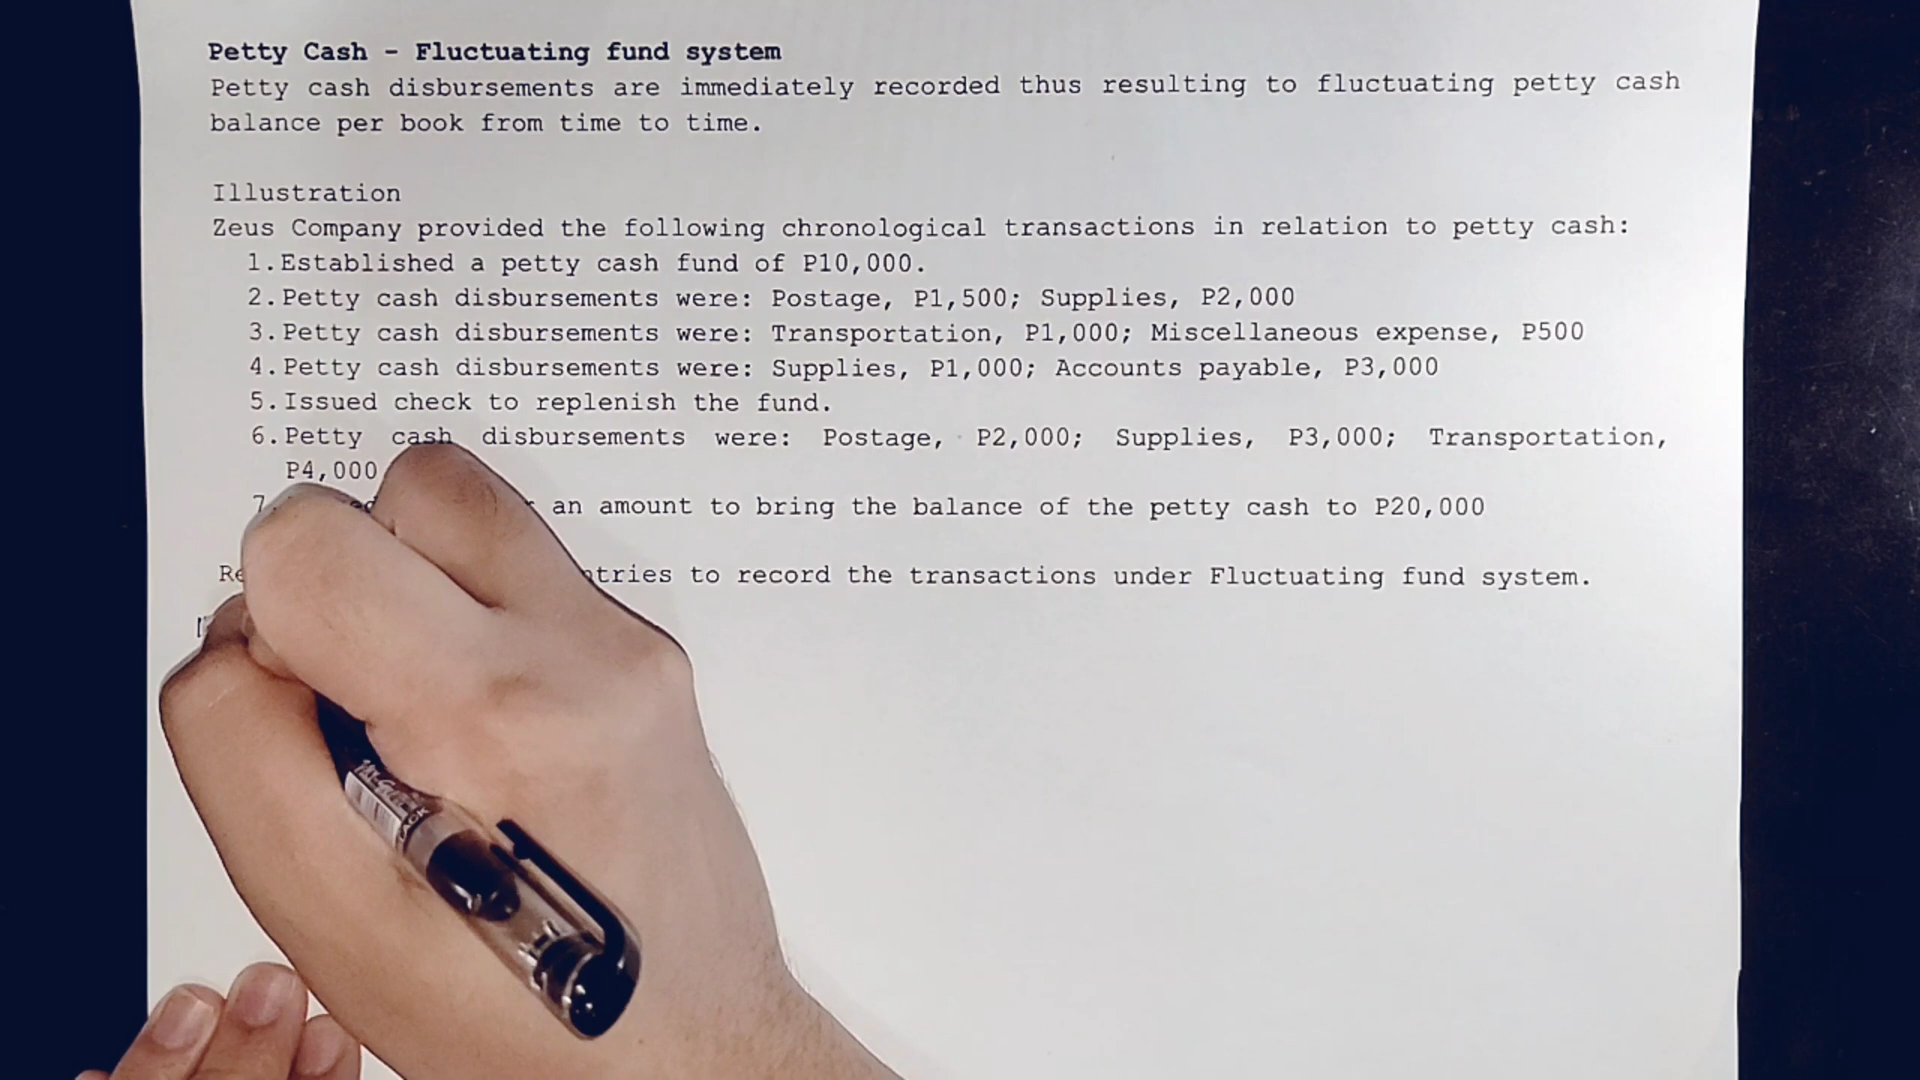 Petty Cash - Fluctuating fund system
Petty cash disbursements are immediately recorded thus resulting to fluctuating petty cash
balance per book from time to time.
Illustration
Zeus Company provided the following chronological transactions in relation to petty cash:
1.Established a petty cash fund of P10,000.
2.Petty cash disbursements were: Postage, P1,500; Supplies, P2,000
3.Petty cash disbursements were: Transportation, P1,000; Miscellaneous expense, P500
4.Petty cash disbursements were: Supplies, P1,000; Accounts payable, P3,000
5.Issued check to replenish the fund.
6.Petty cash disbursements were: Postage, P2,000; Supplies, P3,000; Transportation,
P4,000
7 an amount to bring the balance of the petty cash to P20,000
to record the transactions under Fluctuating fund system.